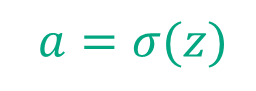 a = σ(z)